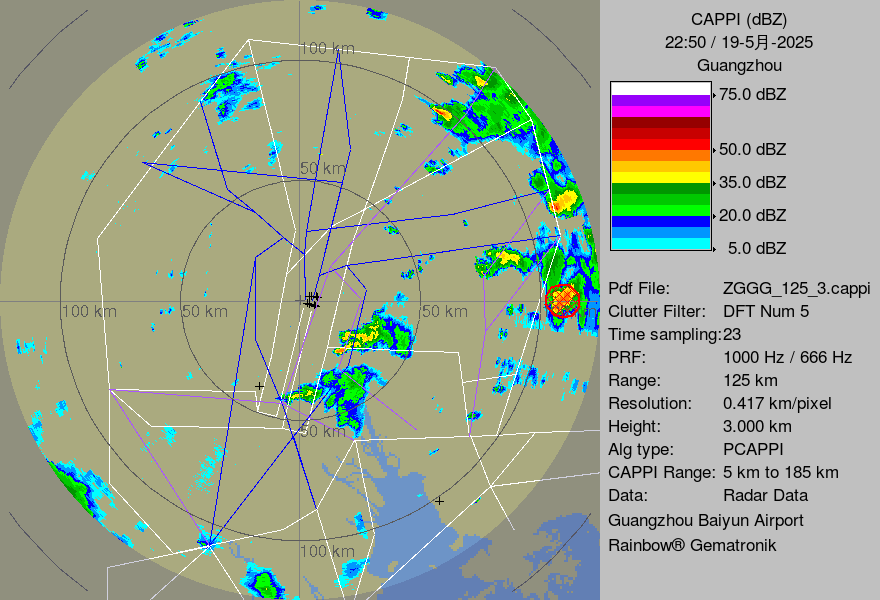 100 km
50 km
100 km
50 km
50 km
50 km
100 km
CAPPI (dBZ)
22:50 / 19-5月-2025
Guangzhou
75.0 dBZ
50.0 dBZ
35.0 dBZ
20.0 dBZ
5.0 dBZ
Pdf File: ZGGG_125_3.cappi
Clutter Filter: DFT Num 5
Time sampling:23
PRF: 1000 Hz / 666 Hz
Range: 125 km
Resolution: 0.417 km/pixel
Height: 3.000 km
Alg type: PCAPPI
CAPPI Range: 5 km to 185 km
Data: Radar Data
Guangzhou Baiyun Airport
Rainbow® Gematronik